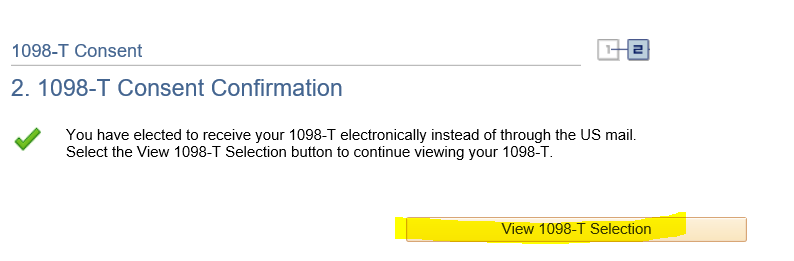 1098-T Consent
1 2
2. 1098-T Consent Confirmation
You have elected to receive your 1098-T electronically instead of through the US mail.
Select the View 1098-T Selection button to continue viewing your 1098-T.
View 1098-T Selection